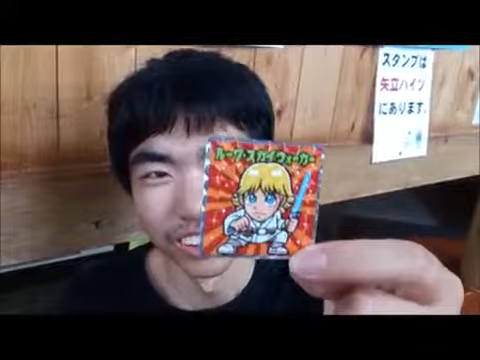 スタンプは
矢立ハイツ
にあります。
ルーク・スカイウォーカー